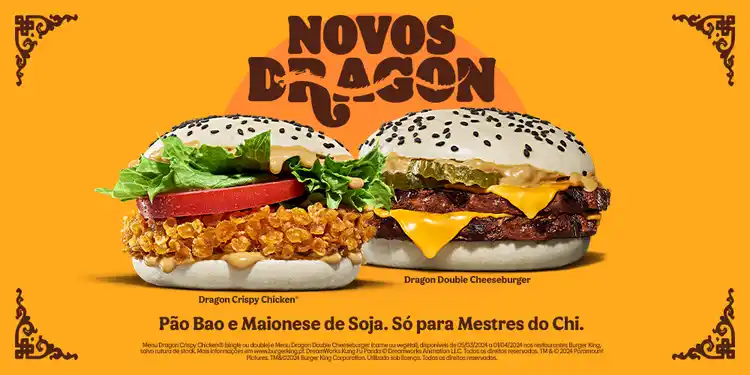 NOVOS
DRAGON
Dragon Double Cheeseburger
Dragon Crispy Chicken®
Pão Bao e Maionese de Soja. Só para Mestres do Chi.
Menu Dragon Crispy Chicken® (single ou double) e Menu Dragon Double Cheeseburger (carne ou vegetal), disponíveis de 05/03/2024 a 01/04/2024 nos restaurantes Burger King,
salvo rutura de stock. Mais informações em www.burgerking.pt. DreamWorks Kung Fu Panda © DreamWorks Animation LLC. Todos os direitos reservados. TM & © 2024 Paramount
Pictures. TM&©2024 Burger King Corporation. Utilizado sob licença. Todos os direitos reservados.